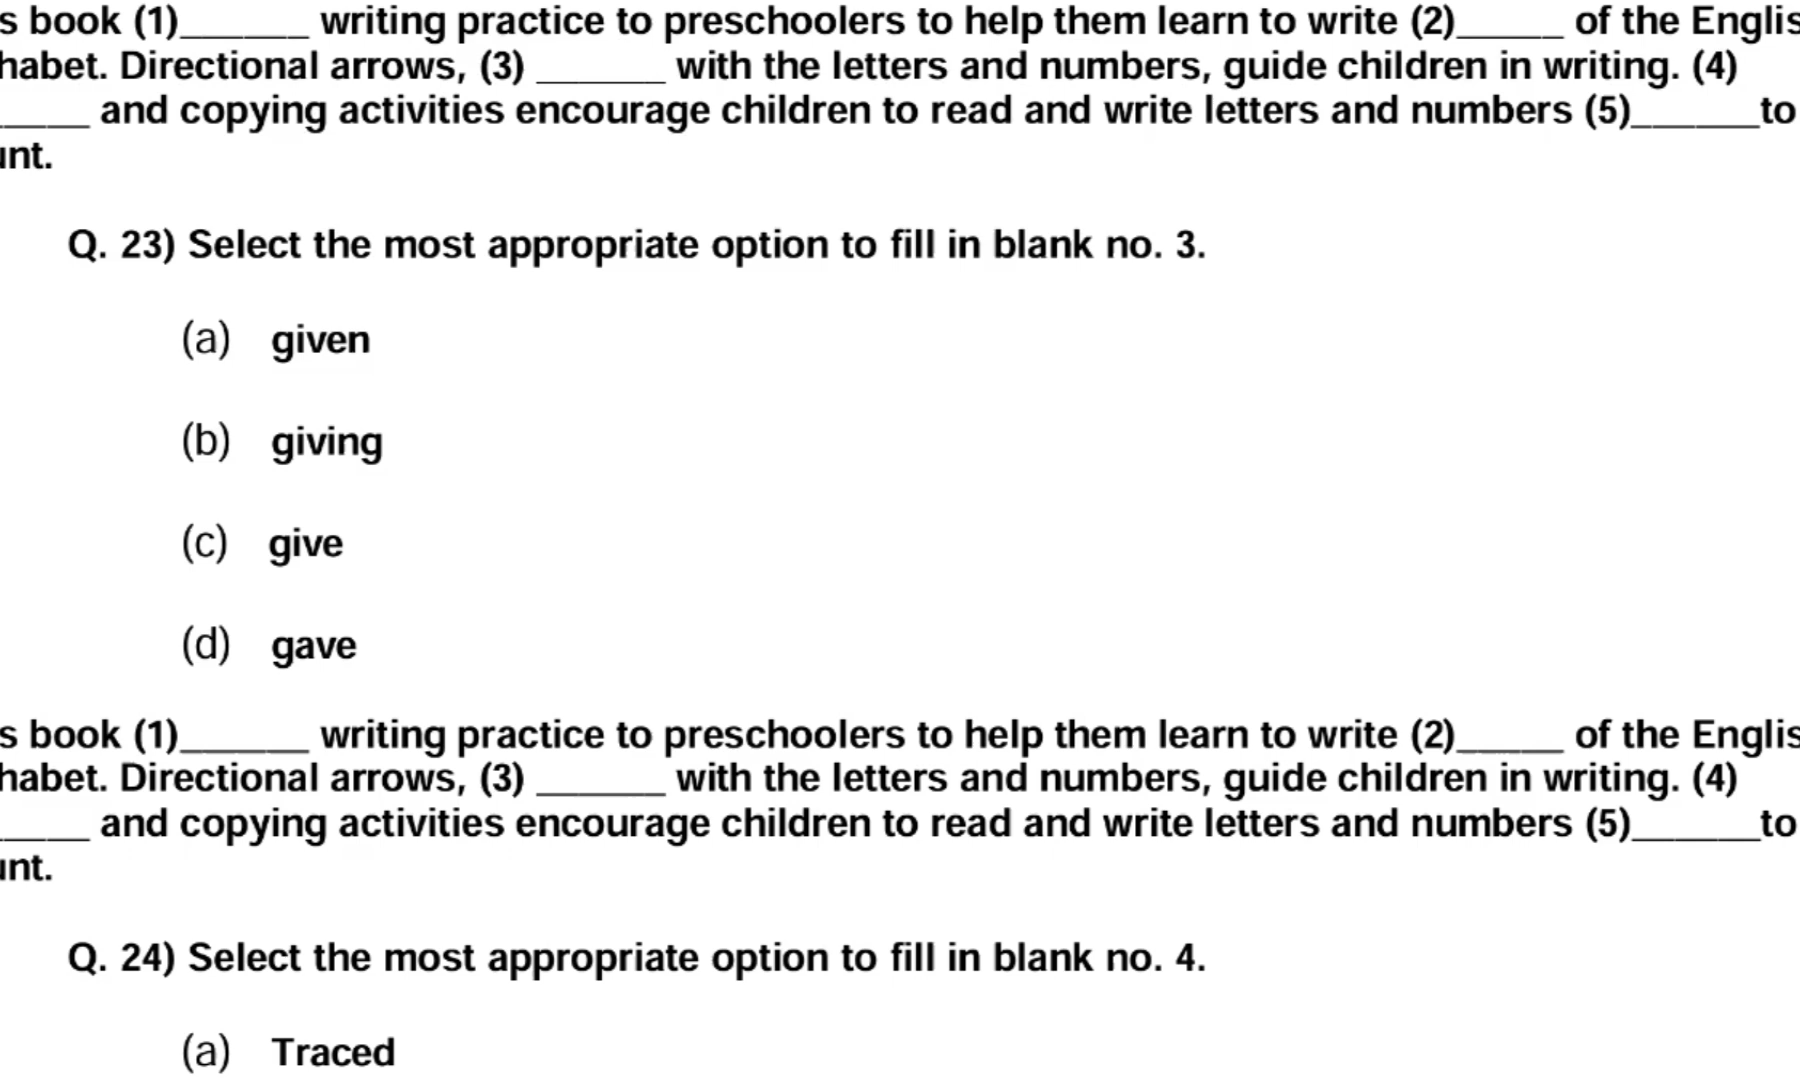 s book (1)______ writing practice to preschoolers to help them learn to write (2)_____ of the Englis
habet. Directional arrows, (3) ______ with the letters and numbers, guide children in writing. (4)
____ and copying activities encourage children to read and write letters and numbers (5)______to
unt.
Q. 23) Select the most appropriate option to fill in blank no. 3.
(a) given
(b) giving
(c) give
(d) gave
s book (1)______ writing practice to preschoolers to help them learn to write (2)_____ of the Englis
habet. Directional arrows, (3) ______ with the letters and numbers, guide children in writing. (4)
____ and copying activities encourage children to read and write letters and numbers (5)______to
unt.
Q. 24) Select the most appropriate option to fill in blank no. 4.
(a) Traced